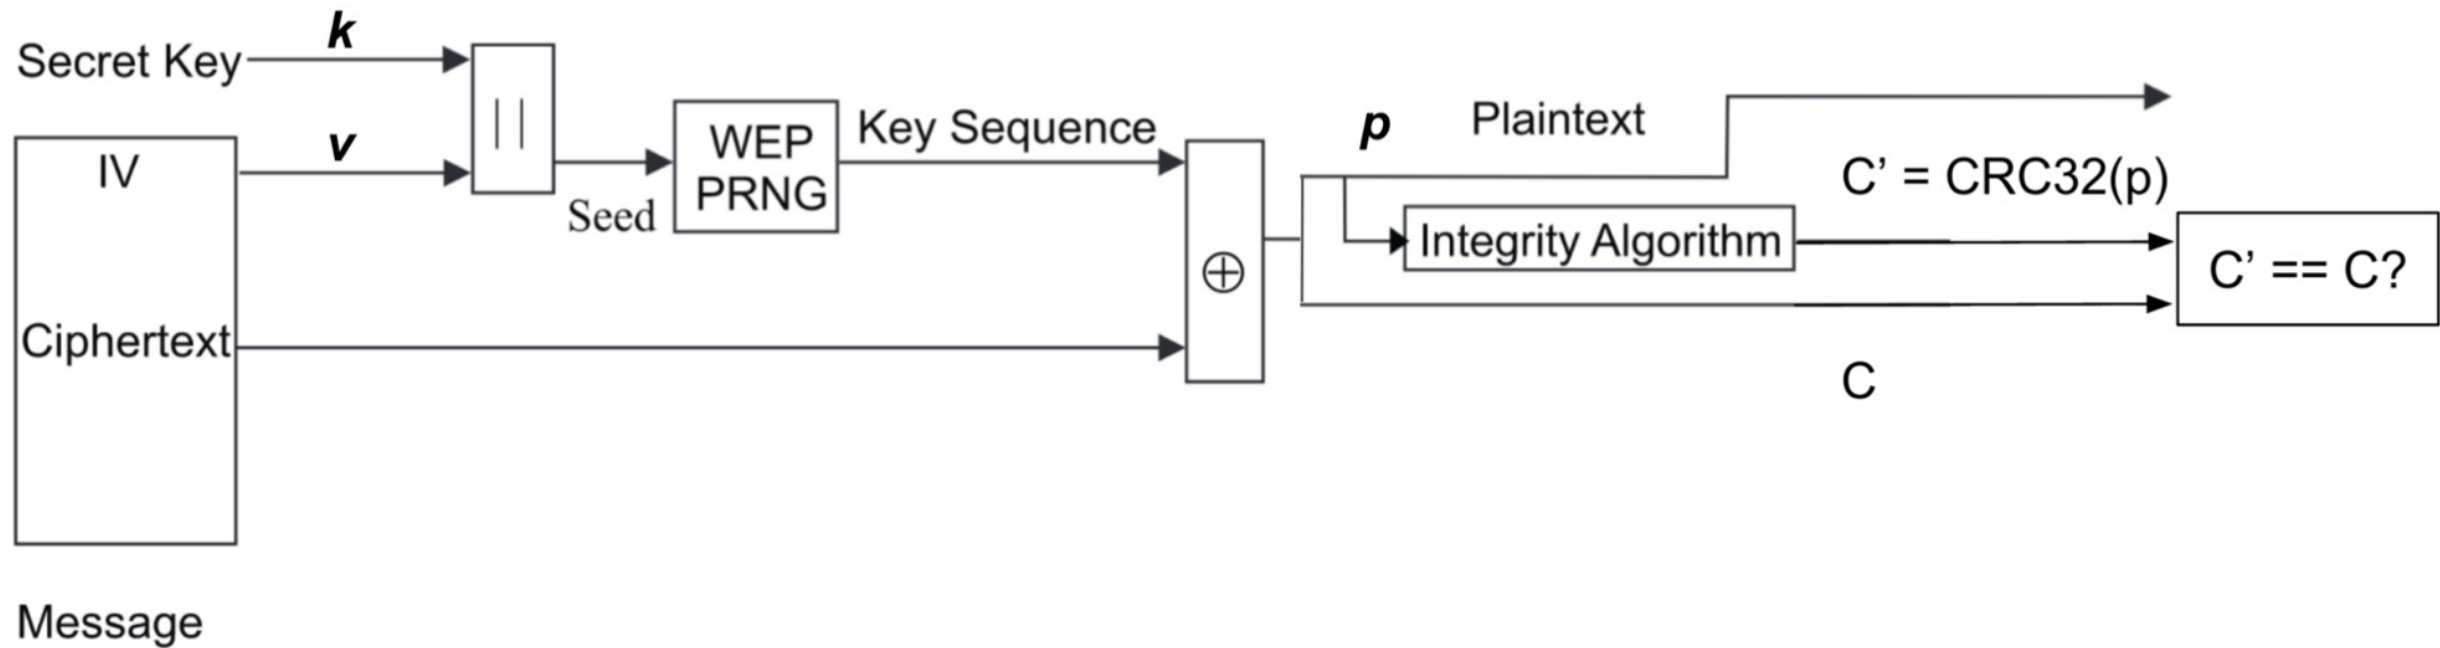 k
Secret Key
v
IV
||
Seed
WEP
PRNG
Key Sequence
⊕
p
Plaintext
C’ = CRC32(p)
Integrity Algorithm
C’ == C?
Ciphertext
C
Message